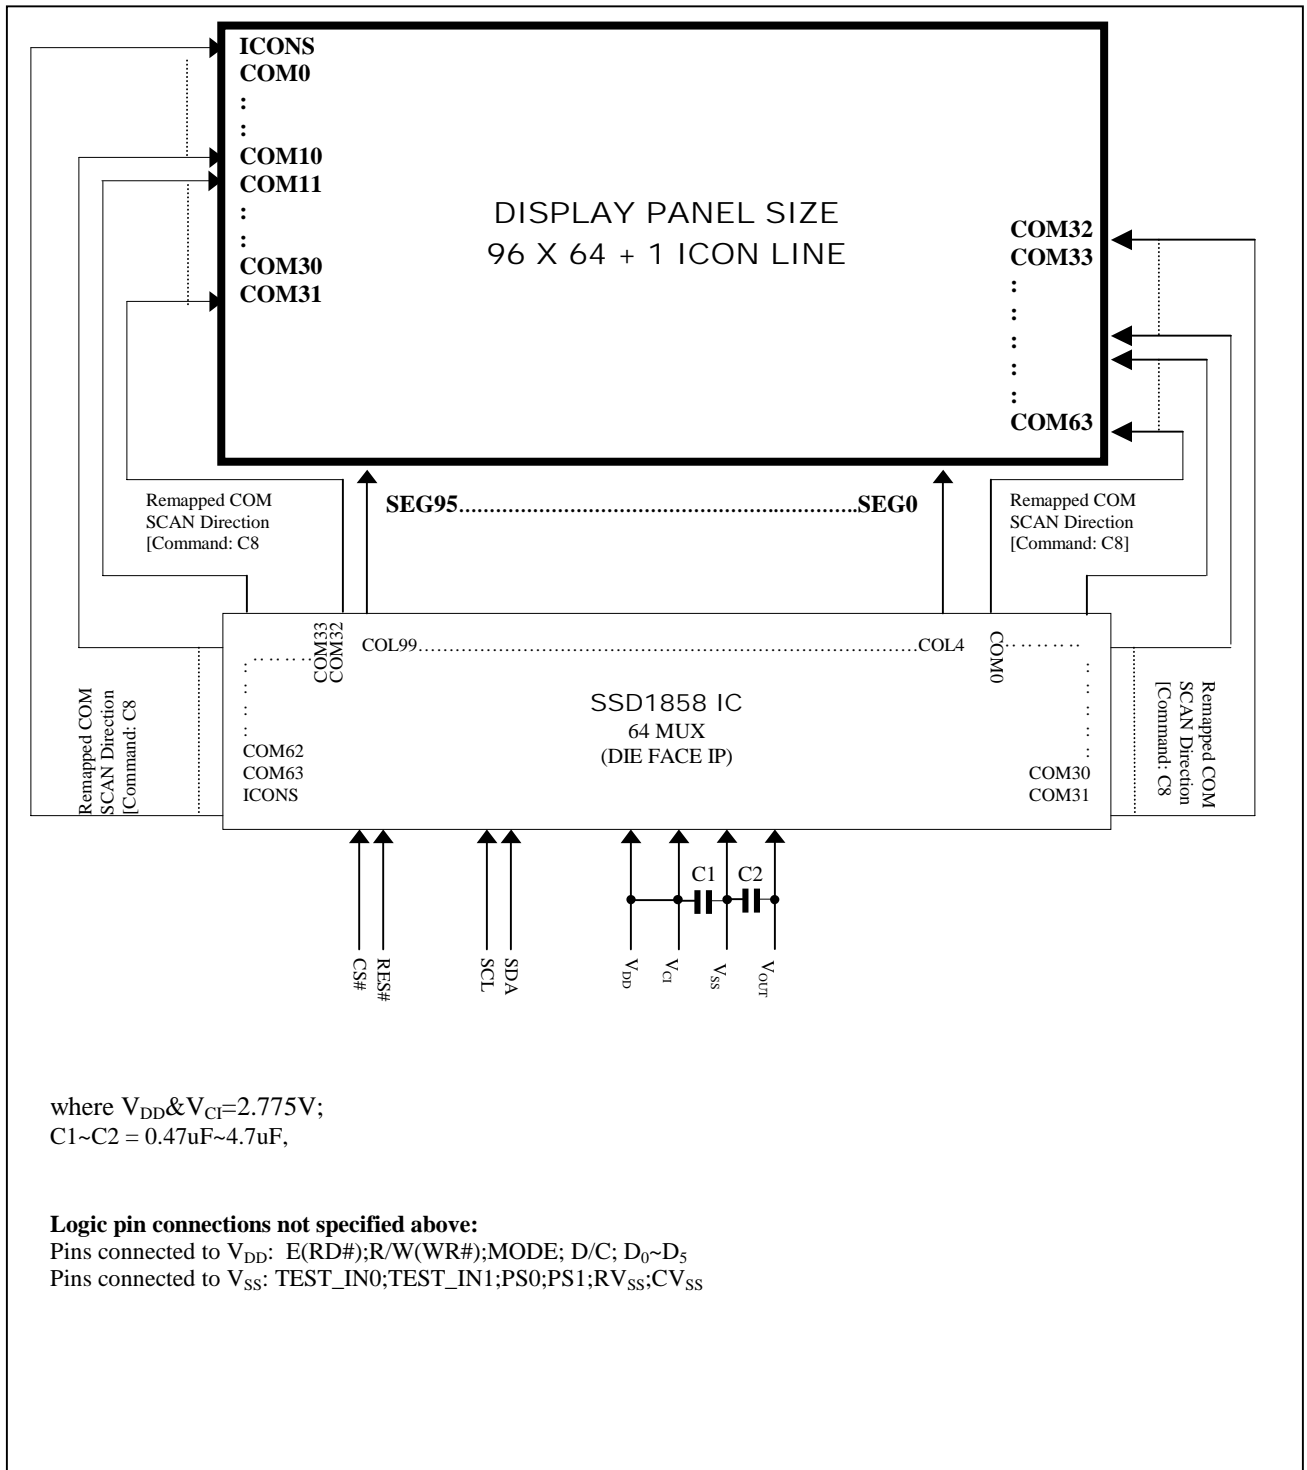 ICONS
COM0
:
:
COM10
COM11
:
:
COM30
COM31
DISPLAY PANEL SIZE
96 X 64 + 1 ICON LINE
COM32
COM33
:
:
:
:
:
COM63
Remapped COM
SCAN Direction
[Command: C8
SEG95..........................................................SEG0
Remapped COM
SCAN Direction
[Command: C8]
COM33
COM32
COL99..........................................................COL4
COM0
SSD1858 IC
64 MUX
(DIE FACE IP)
COM62
COM63
ICONS
COM30
COM31
Remapped COM
SCAN Direction
[Command: C8
Remapped COM
SCAN Direction
[Command: C8
C1 C2
CS#
RES#
SCL
SDA
VDD
VCI
VSS
VOUT
where VDD&VCI=2.775V;
C1~C2 = 0.47uF~4.7uF,
Logic pin connections not specified above:
Pins connected to VDD: E(RD#);R/W(WR#);MODE; D/C; D0~D5
Pins connected to VSS: TEST_IN0;TEST_IN1;PS0;PS1;RVSS;CVSS